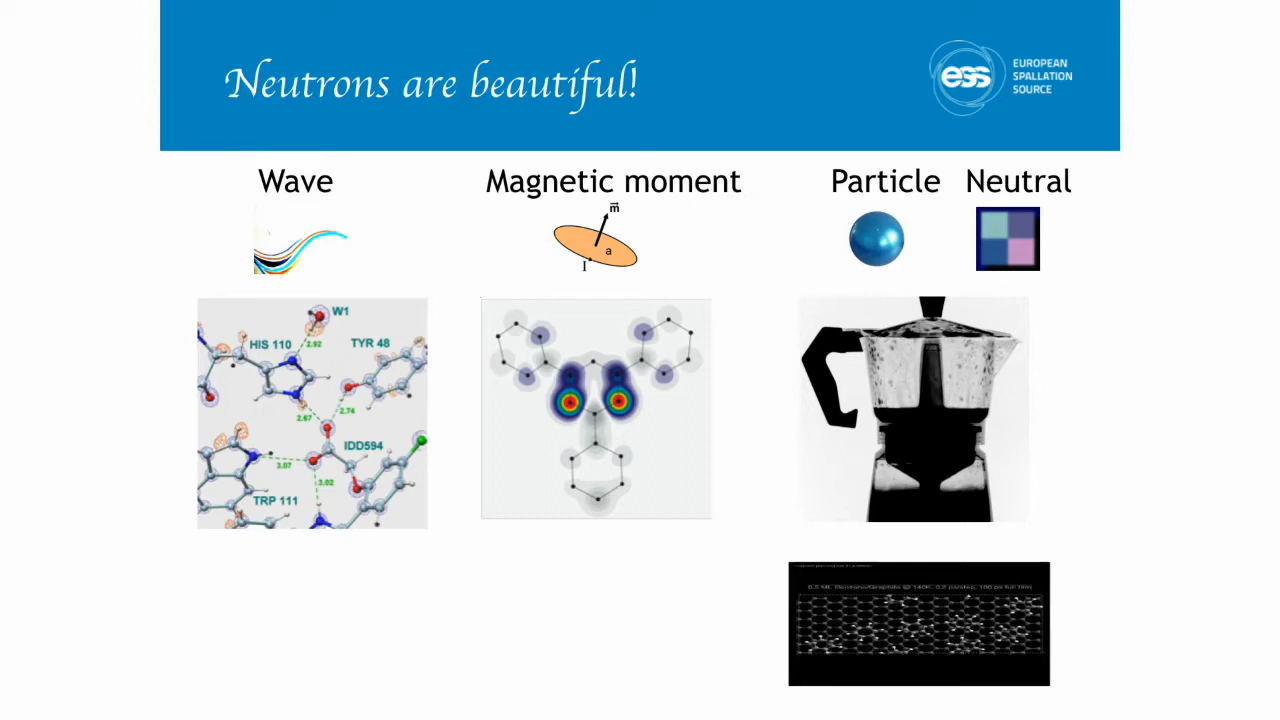 Neutrons are beautiful!
ess
EUROPEAN
SPALLATION
SOURCE
Wave
Magnetic moment
Particle
Neutral
m
a
I
W1
HIS 110
2.92
TYR 48
2.67
2.74
IDD594
3.07
3.02
TRP 111